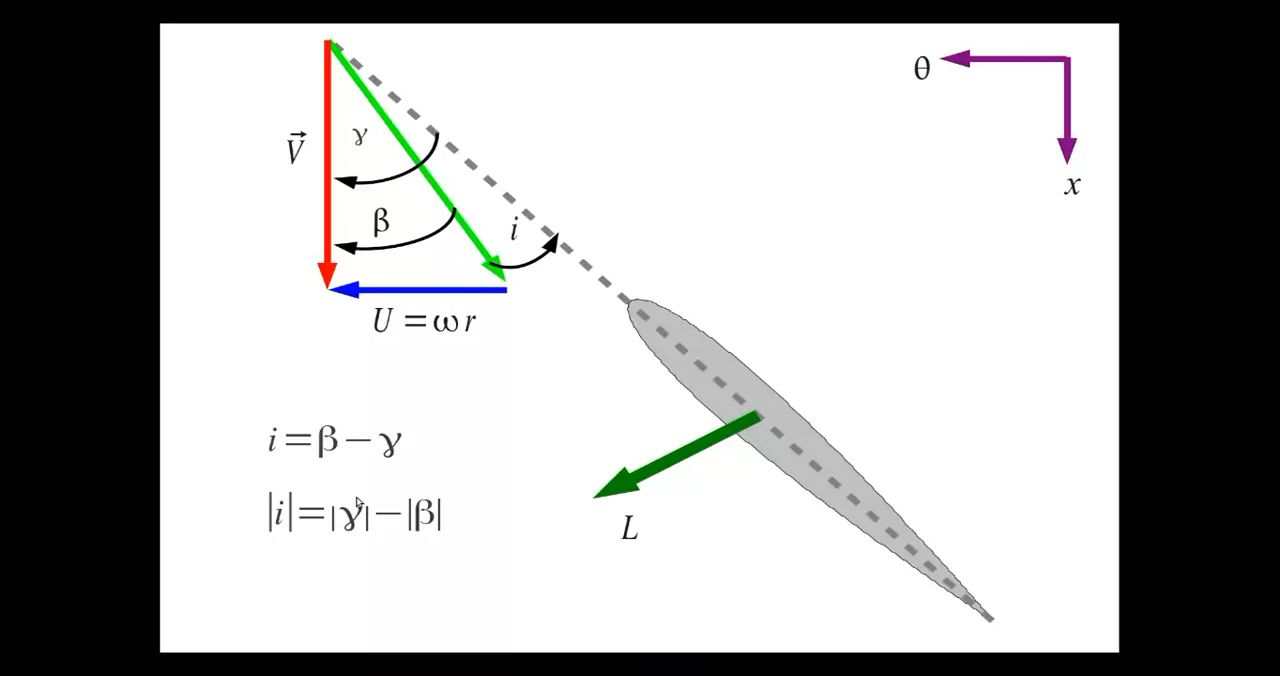 θ
x
V⃗
γ
β
i
U = ω r
i = β − γ
|i| = |γ| − |β|
L